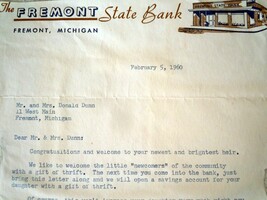 The FREMONT State Bank
FREMONT, MICHIGAN
February 5, 1960
Mr. and Mrs. Donald Dunn
11 West Main
Fremont, Michigan
Dear Mr. & Mrs. Dunn:
Congratulations and welcome to your newest and brightest heir.
We like to welcome the little "newcomers" of the community
with a gift of thrift. The next time you come into the bank, just
bring this letter along and we will open a savings account for your
daughter with a gift of thrift.